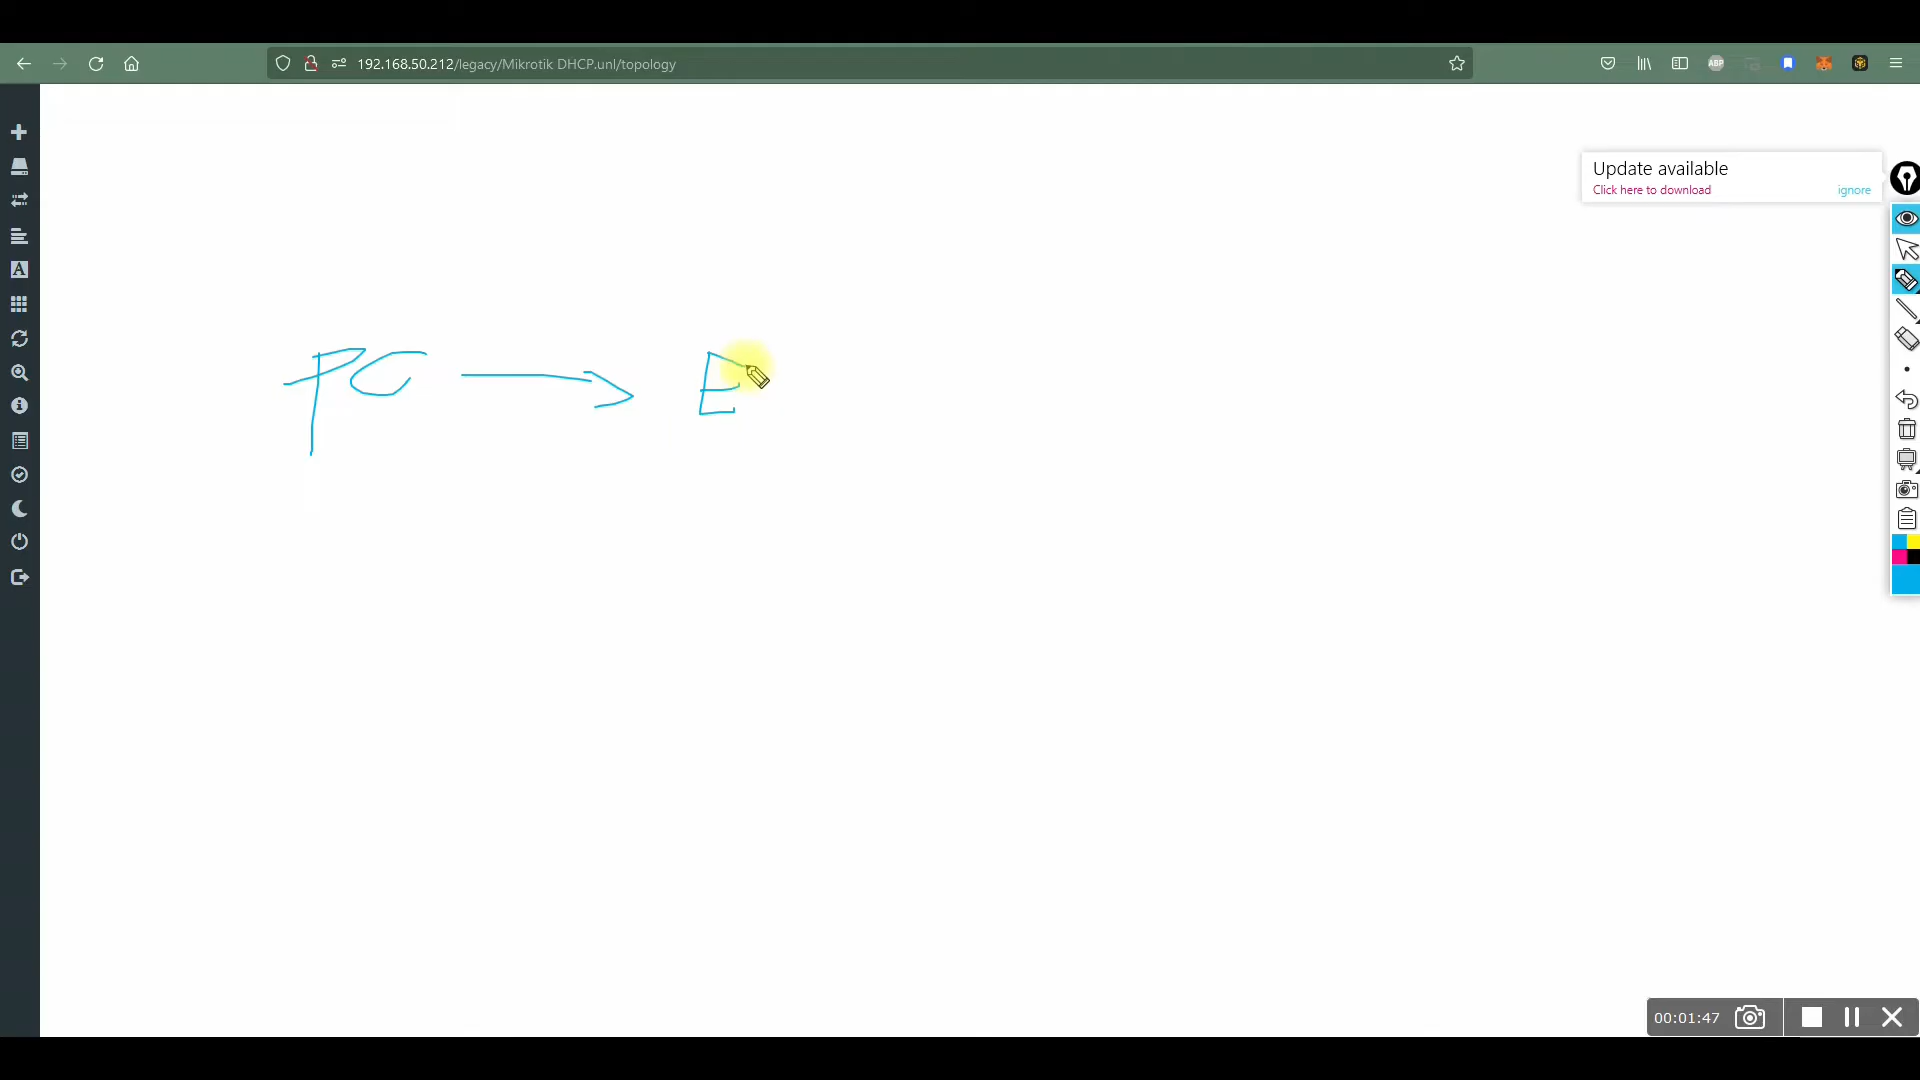 192.168.50.212/legacy/Mikrotik DHCP.unl/topology
ABP
Update available
Click here to download
ignore
A
PC → E
00:01:47